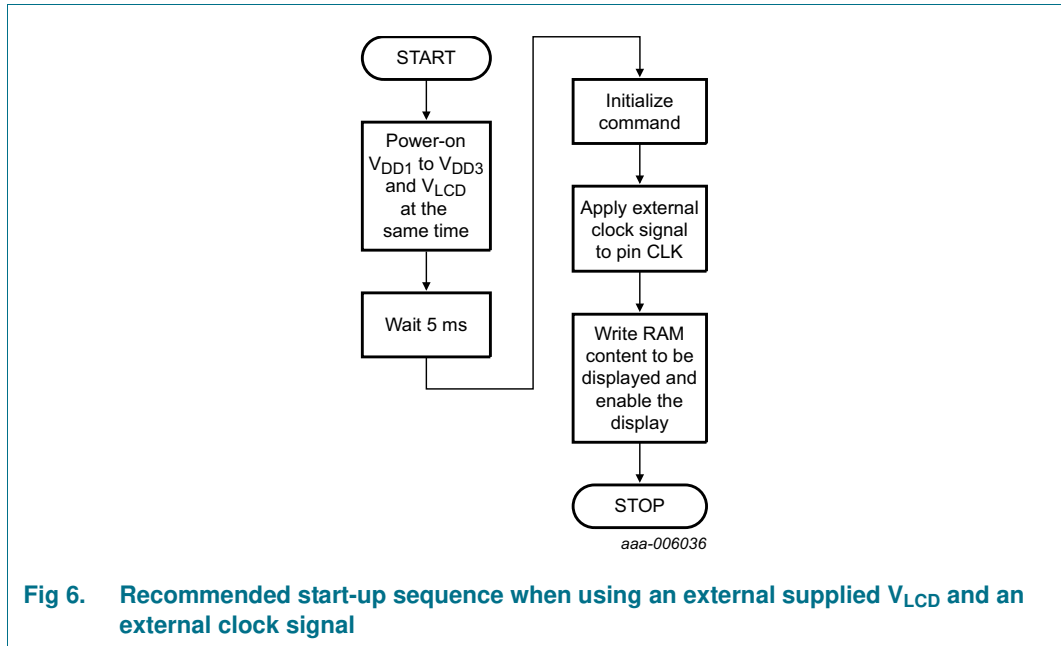 START
Power-on
VDD1 to VDD3
and VLCD
at the
same time
Wait 5 ms
Initialize
command
Apply external
clock signal
to pin CLK
Write RAM
content to be
displayed and
enable the
display
STOP
aaa-006036
Fig 6. Recommended start-up sequence when using an external supplied VLCD and an
external clock signal